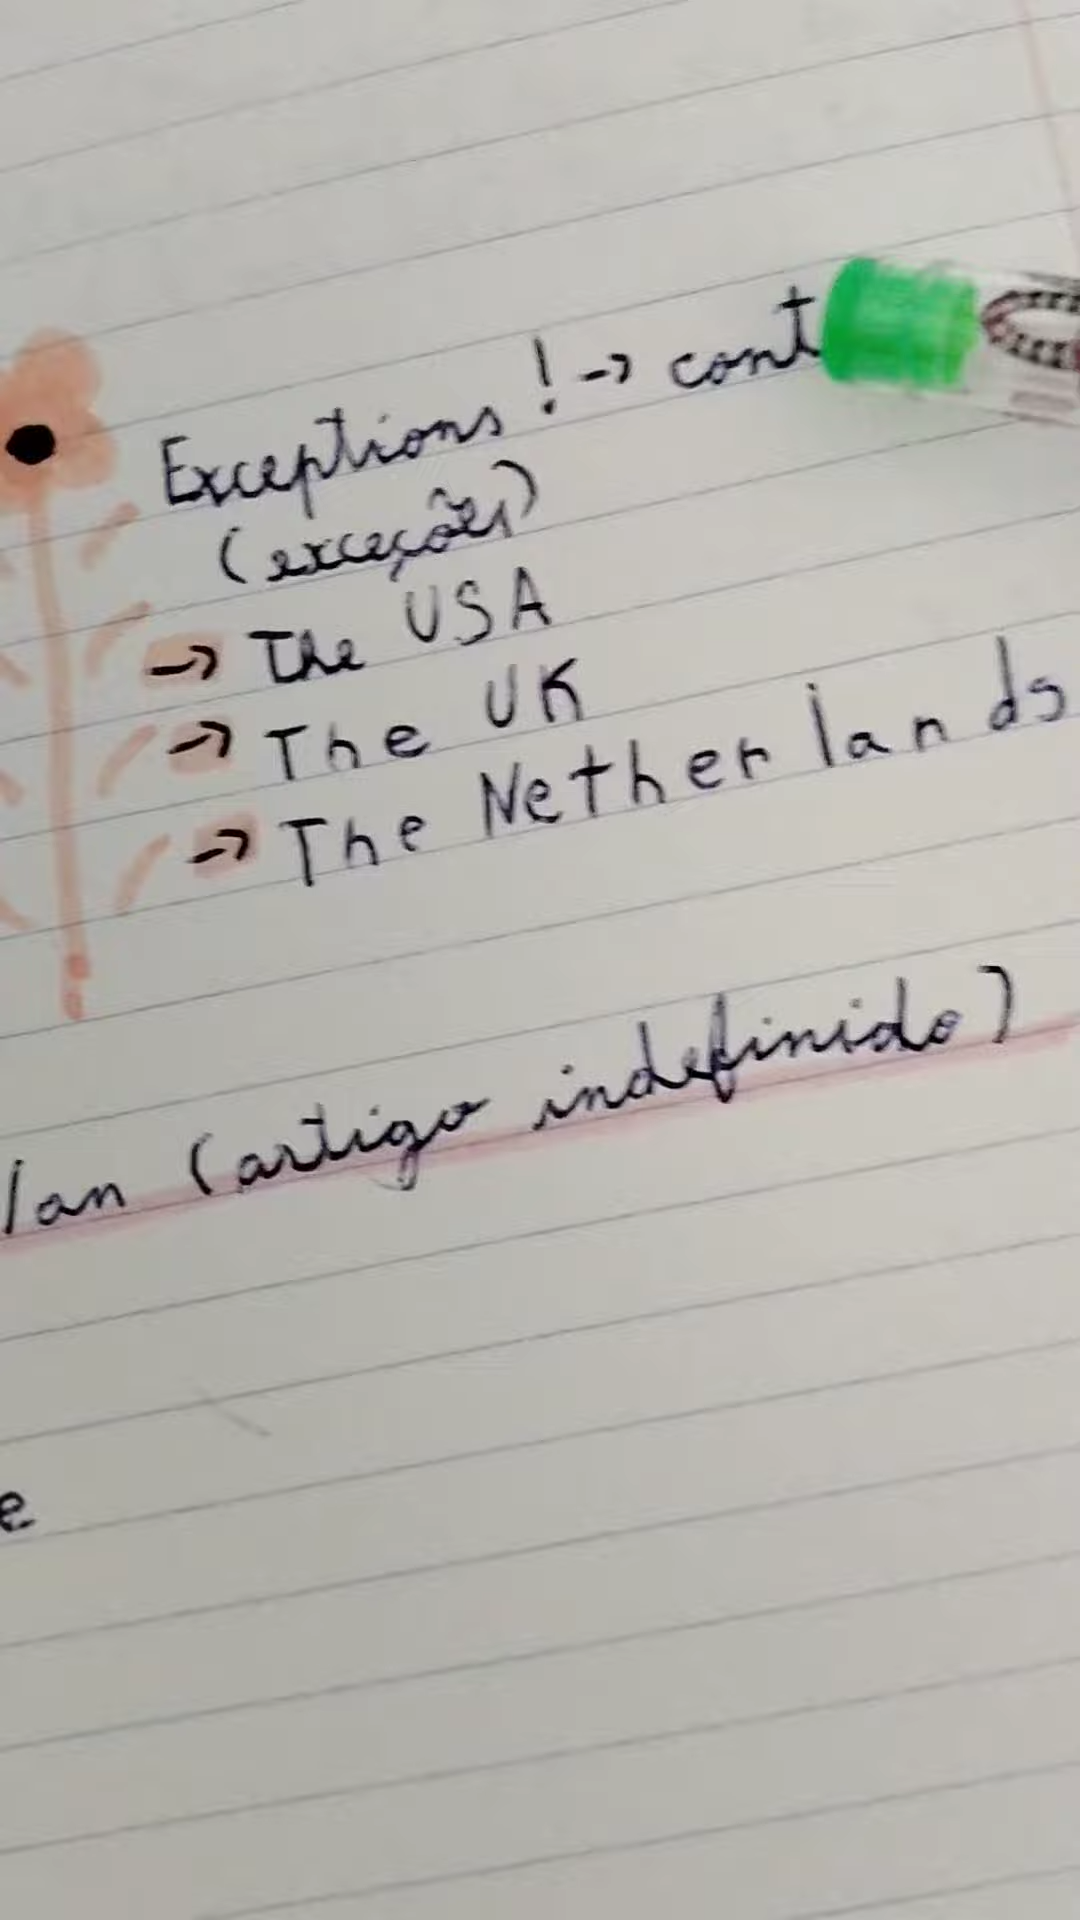 Exceptions! → cont
(exceções)
→ The USA
→ The UK
→ The Netherlands
/an (artigo indefinido)
e